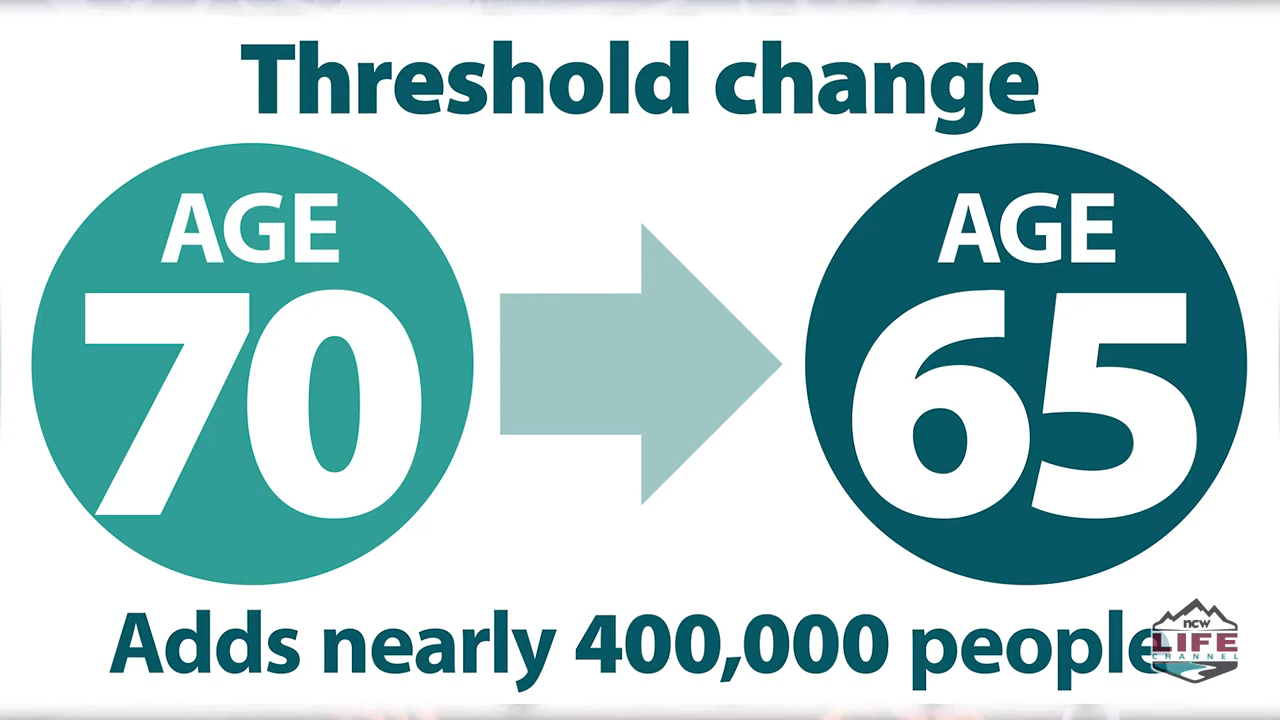 Threshold change
AGE
70
AGE
65
Adds nearly 400,000 people
ncw
LIFE
CHANNEL